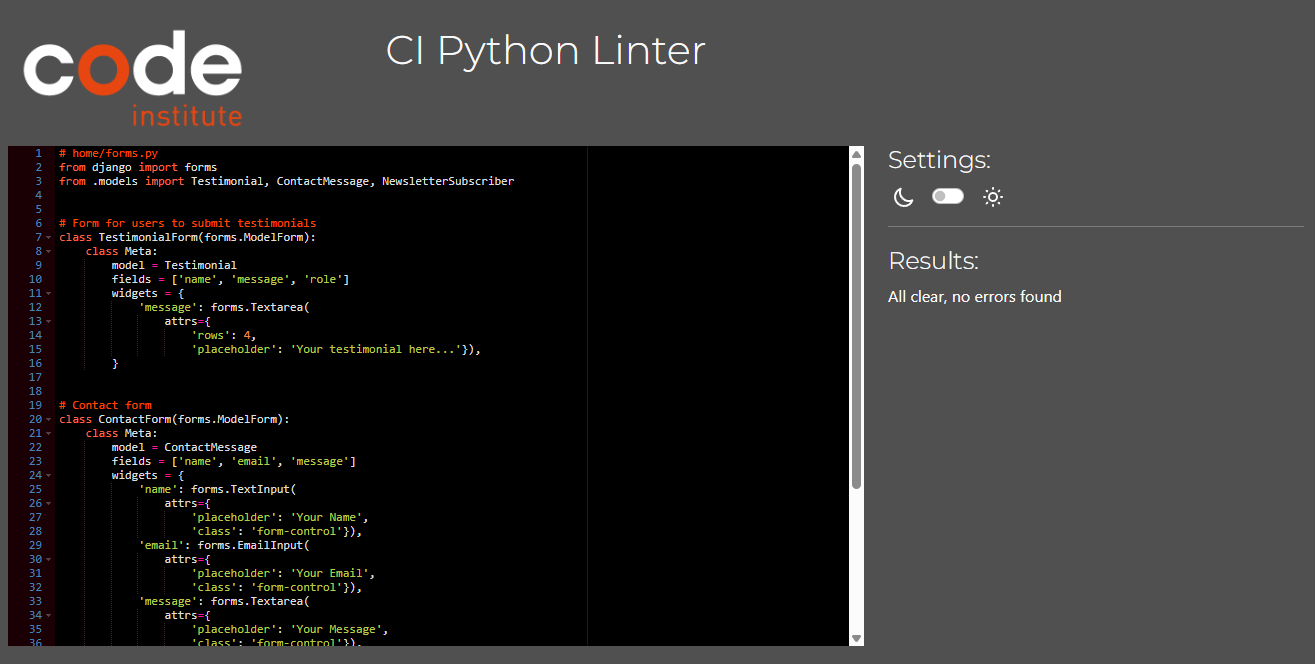 code
institute
CI Python Linter
1 # home/forms.py
2 from django import forms
3 from .models import Testimonial, ContactMessage, NewsletterSubscriber
4
5
6 # Form for users to submit testimonials
7 class TestimonialForm(forms.ModelForm):
8     class Meta:
9         model = Testimonial
10         fields = ['name', 'message', 'role']
11         widgets = {
12             'message': forms.Textarea(
13                 attrs={
14                     'rows': 4,
15                     'placeholder': 'Your testimonial here...'}),
16         }
17
18
19 # Contact form
20 class ContactForm(forms.ModelForm):
21     class Meta:
22         model = ContactMessage
23         fields = ['name', 'email', 'message']
24         widgets = {
25             'name': forms.TextInput(
26                 attrs={
27                     'placeholder': 'Your Name',
28                     'class': 'form-control'}),
29             'email': forms.EmailInput(
30                 attrs={
31                     'placeholder': 'Your Email',
32                     'class': 'form-control'}),
33             'message': forms.Textarea(
34                 attrs={
35                     'placeholder': 'Your Message',
36                     'class': 'form-control'}),
Settings:
Results:
All clear, no errors found